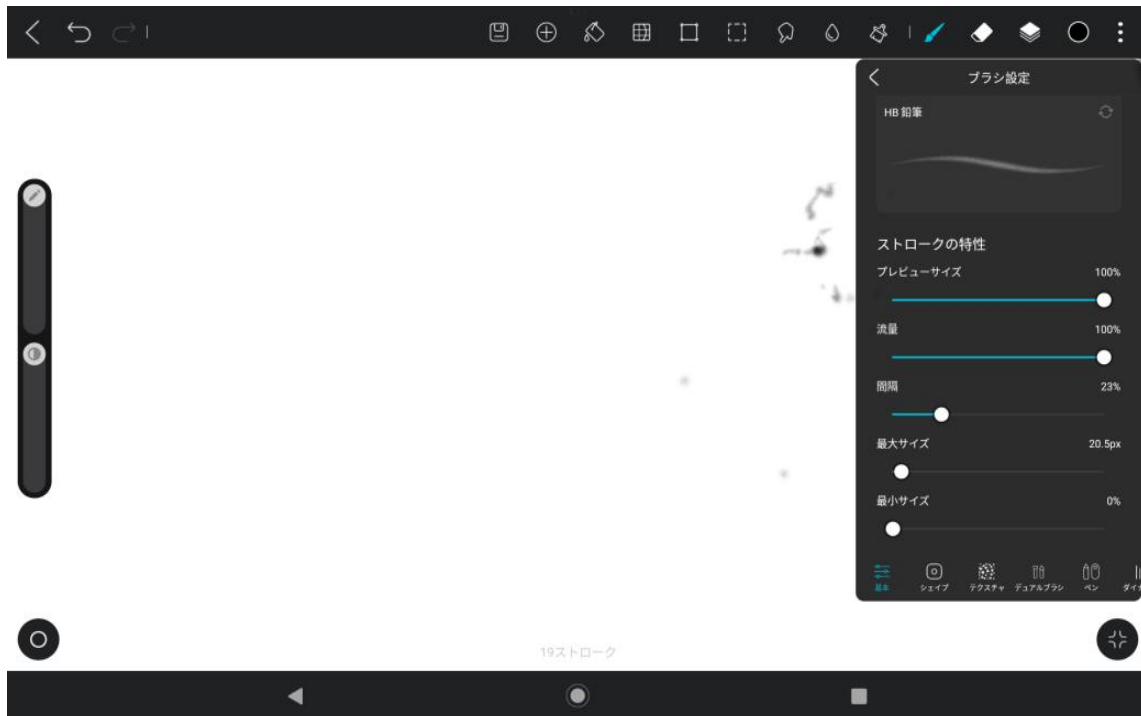 ブラシ設定
HB 鉛筆
ストロークの特性
プレビューサイズ 100%
流量 100%
間隔 23%
最大サイズ 20.5px
最小サイズ 0%
基本 シェイプ テクスチャ デュアルブラシ ペン ダイナ
19ストローク